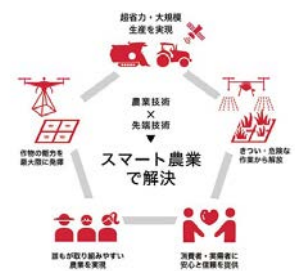 超省力・大規模
生産を実現
農業技術
×
先端技術
▼
スマート農業
で解決
作物の能力を
最大限に発揮
きつい・危険な
作業から解放
誰もが取り組みやすい
農業を実現
消費者・実需者に
安心と信頼を提供